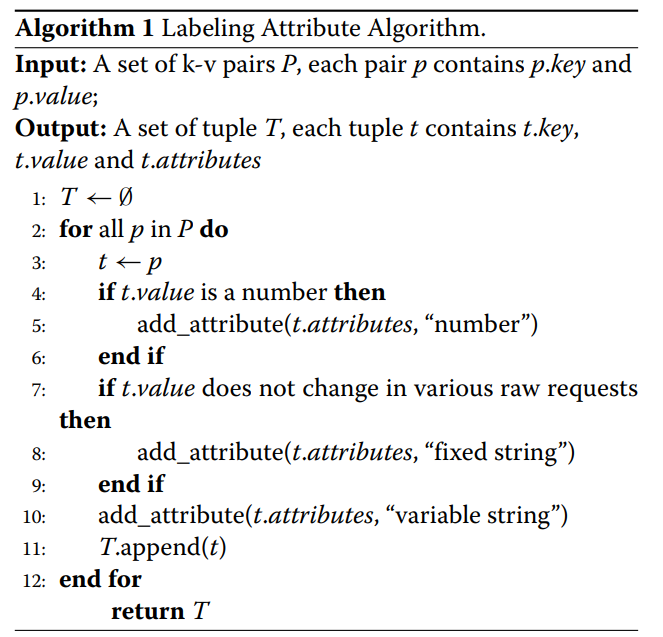 Algorithm 1 Labeling Attribute Algorithm.
Input: A set of k-v pairs P, each pair p contains p.key and
p.value;
Output: A set of tuple T, each tuple t contains t.key,
t.value and t.attributes
1: T ← ∅
2: for all p in P do
3: t ← p
4: if t.value is a number then
5: add_attribute(t.attributes, “number”)
6: end if
7: if t.value does not change in various raw requests
then
8: add_attribute(t.attributes, “fixed string”)
9: end if
10: add_attribute(t.attributes, “variable string”)
11: T.append(t)
12: end for
return T